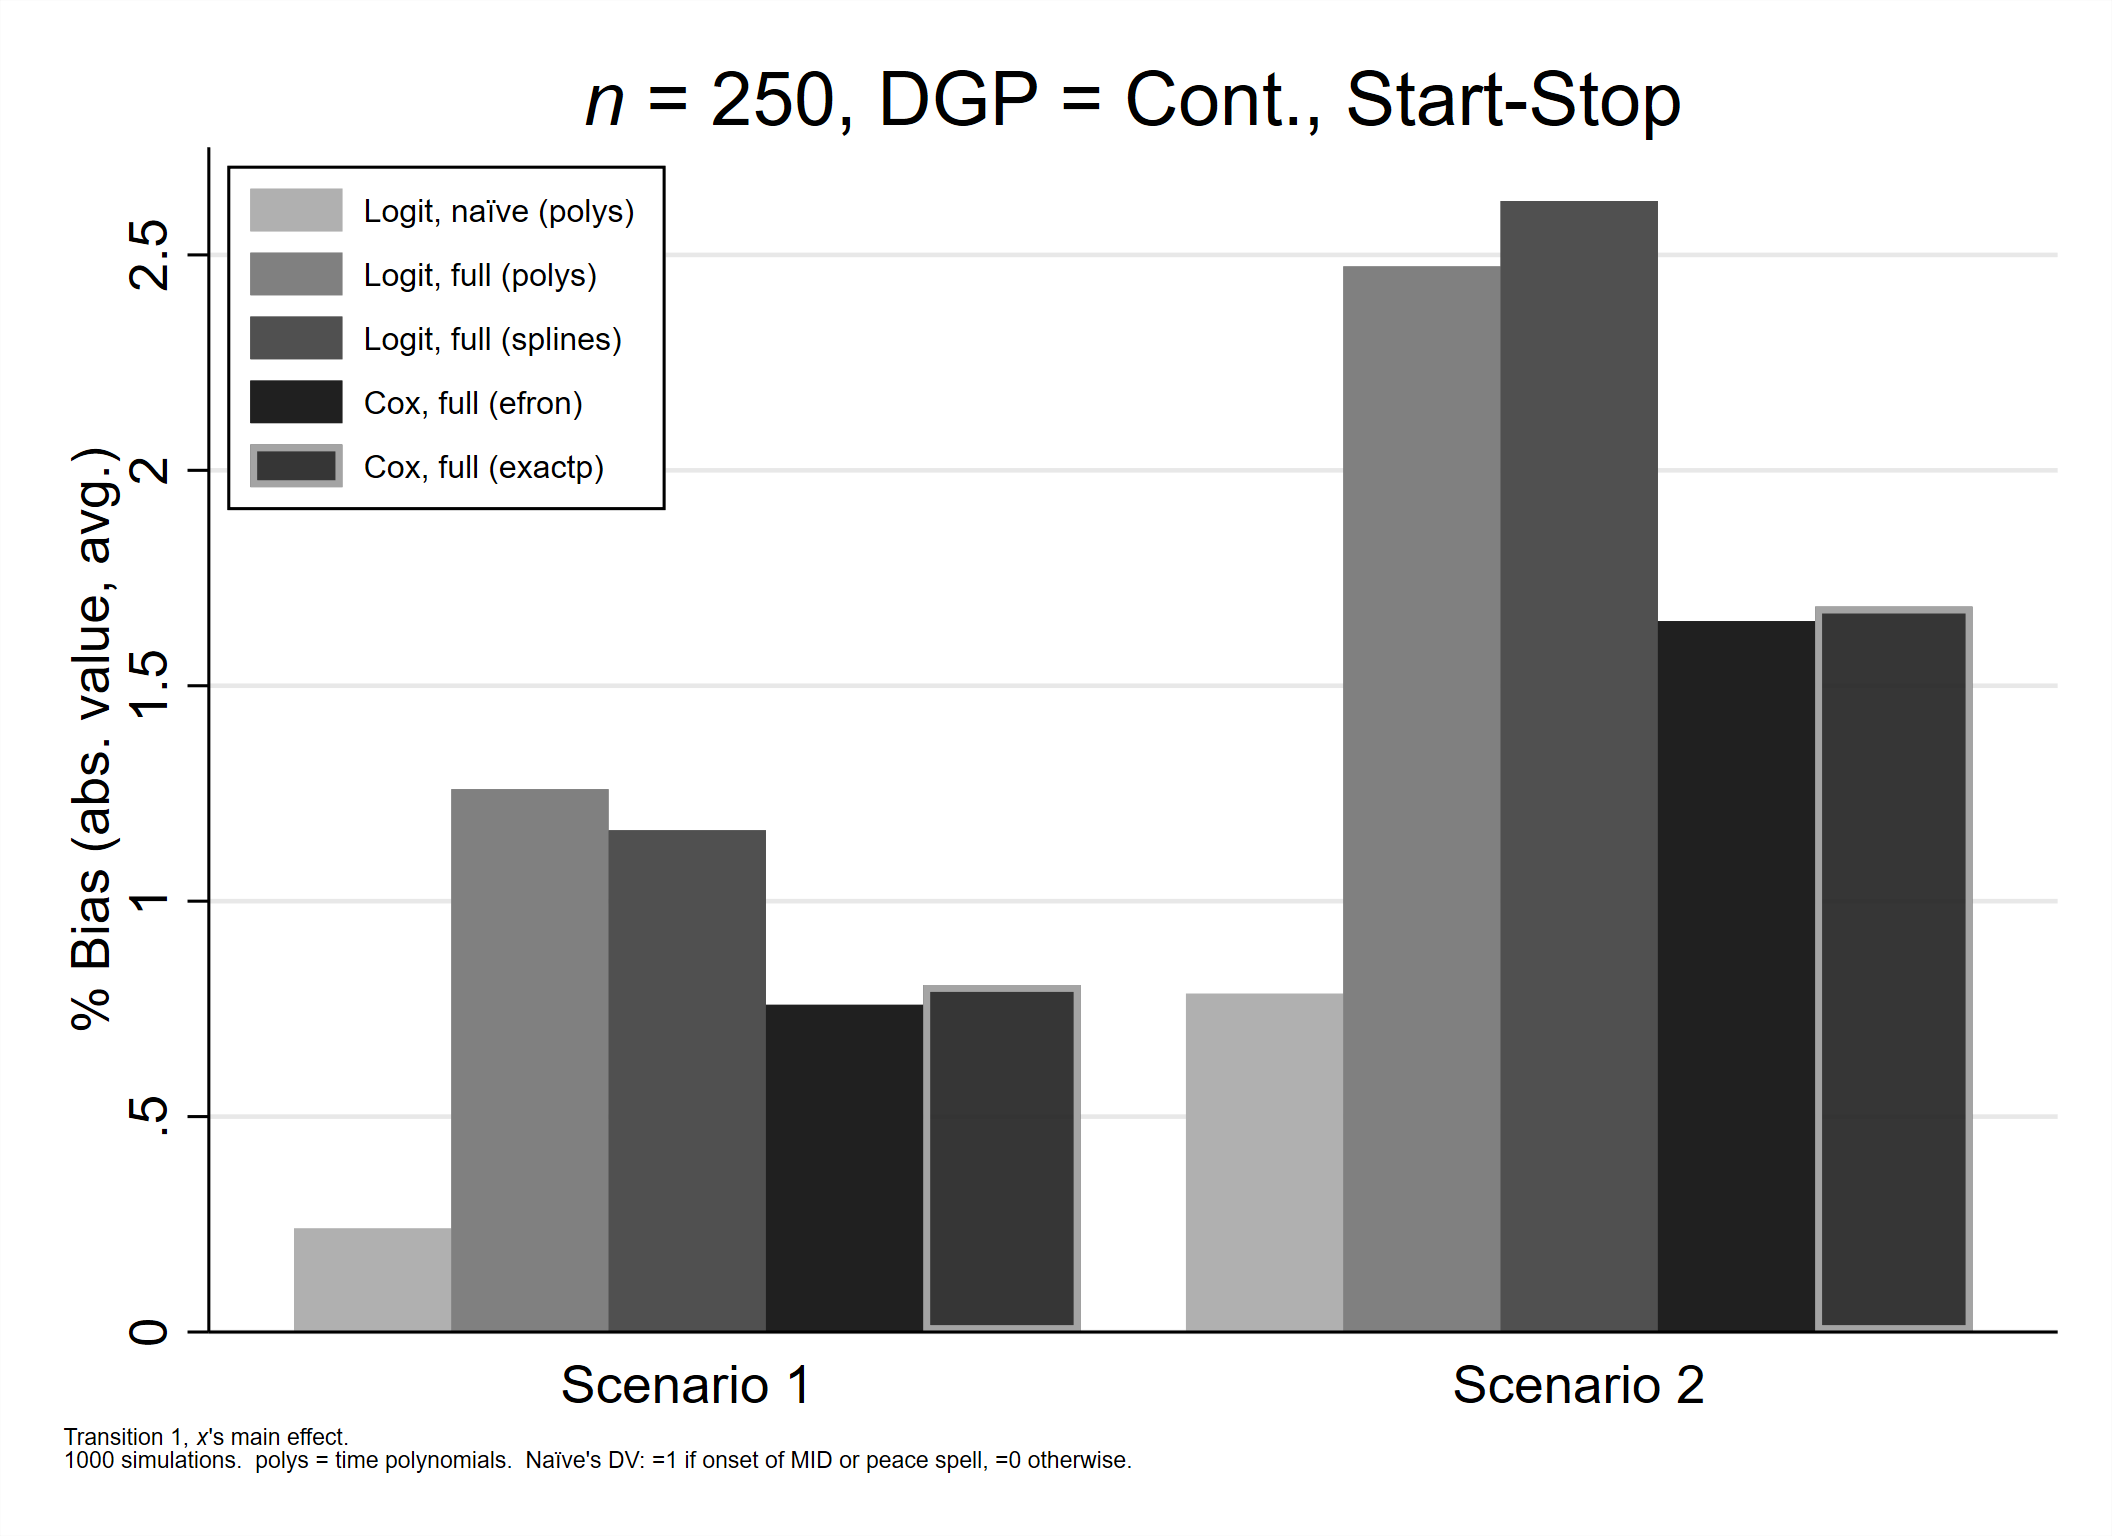 n = 250, DGP = Cont., Start-Stop
Logit, naïve (polys)
Logit, full (polys)
Logit, full (splines)
Cox, full (efron)
Cox, full (exactp)
% Bias (abs. value, avg.)
2.5
2
1.5
1
.5
0
Scenario 1
Scenario 2
Transition 1, x's main effect.
1000 simulations.  polys = time polynomials.  Naïve's DV: =1 if onset of MID or peace spell, =0 otherwise.